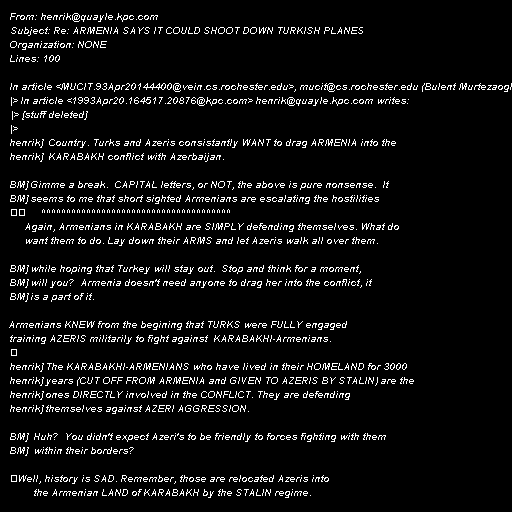 From: henrik@quayle.kpc.com
Subject: Re: ARMENIA SAYS IT COULD SHOOT DOWN TURKISH PLANES
Organization: NONE
Lines: 100

In article <MUCIT.93Apr20144400@vein.cs.rochester.edu>, mucit@cs.rochester.edu (Bulent Murtezaogl
|> In article <1993Apr20.164517.20876@kpc.com> henrik@quayle.kpc.com writes:
|> [stuff deleted]
|>
henrik] Country. Turks and Azeris consistantly WANT to drag ARMENIA into the
henrik] KARABAKH conflict with Azerbaijan.

BM] Gimme a break.  CAPITAL letters, or NOT, the above is pure nonsense.  It
BM] seems to me that short sighted Armenians are escalating the hostilities
^^^^^^^^^^^^^^^^^^^^^^^^^^^^^^^^^^^^^^
Again, Armenians in KARABAKH are SIMPLY defending themselves. What do
want them to do. Lay down their ARMS and let Azeris walk all over them.

BM] while hoping that Turkey will stay out.  Stop and think for a moment,
BM] will you?  Armenia doesn't need anyone to drag her into the conflict, it
BM] is a part of it.

Armenians KNEW from the begining that TURKS were FULLY engaged
training AZERIS militarily to fight against  KARABAKHI-Armenians.

henrik] The KARABAKHI-ARMENIANS who have lived in their HOMELAND for 3000
henrik] years (CUT OFF FROM ARMENIA and GIVEN TO AZERIS BY STALIN) are the
henrik] ones DIRECTLY involved in the CONFLICT. They are defending
henrik] themselves against AZERI AGGRESSION.

BM]  Huh?  You didn't expect Azeri's to be friendly to forces fighting with them
BM]  within their borders?

Well, history is SAD. Remember, those are relocated Azeris into
the Armenian LAND of KARABAKH by the STALIN regime.